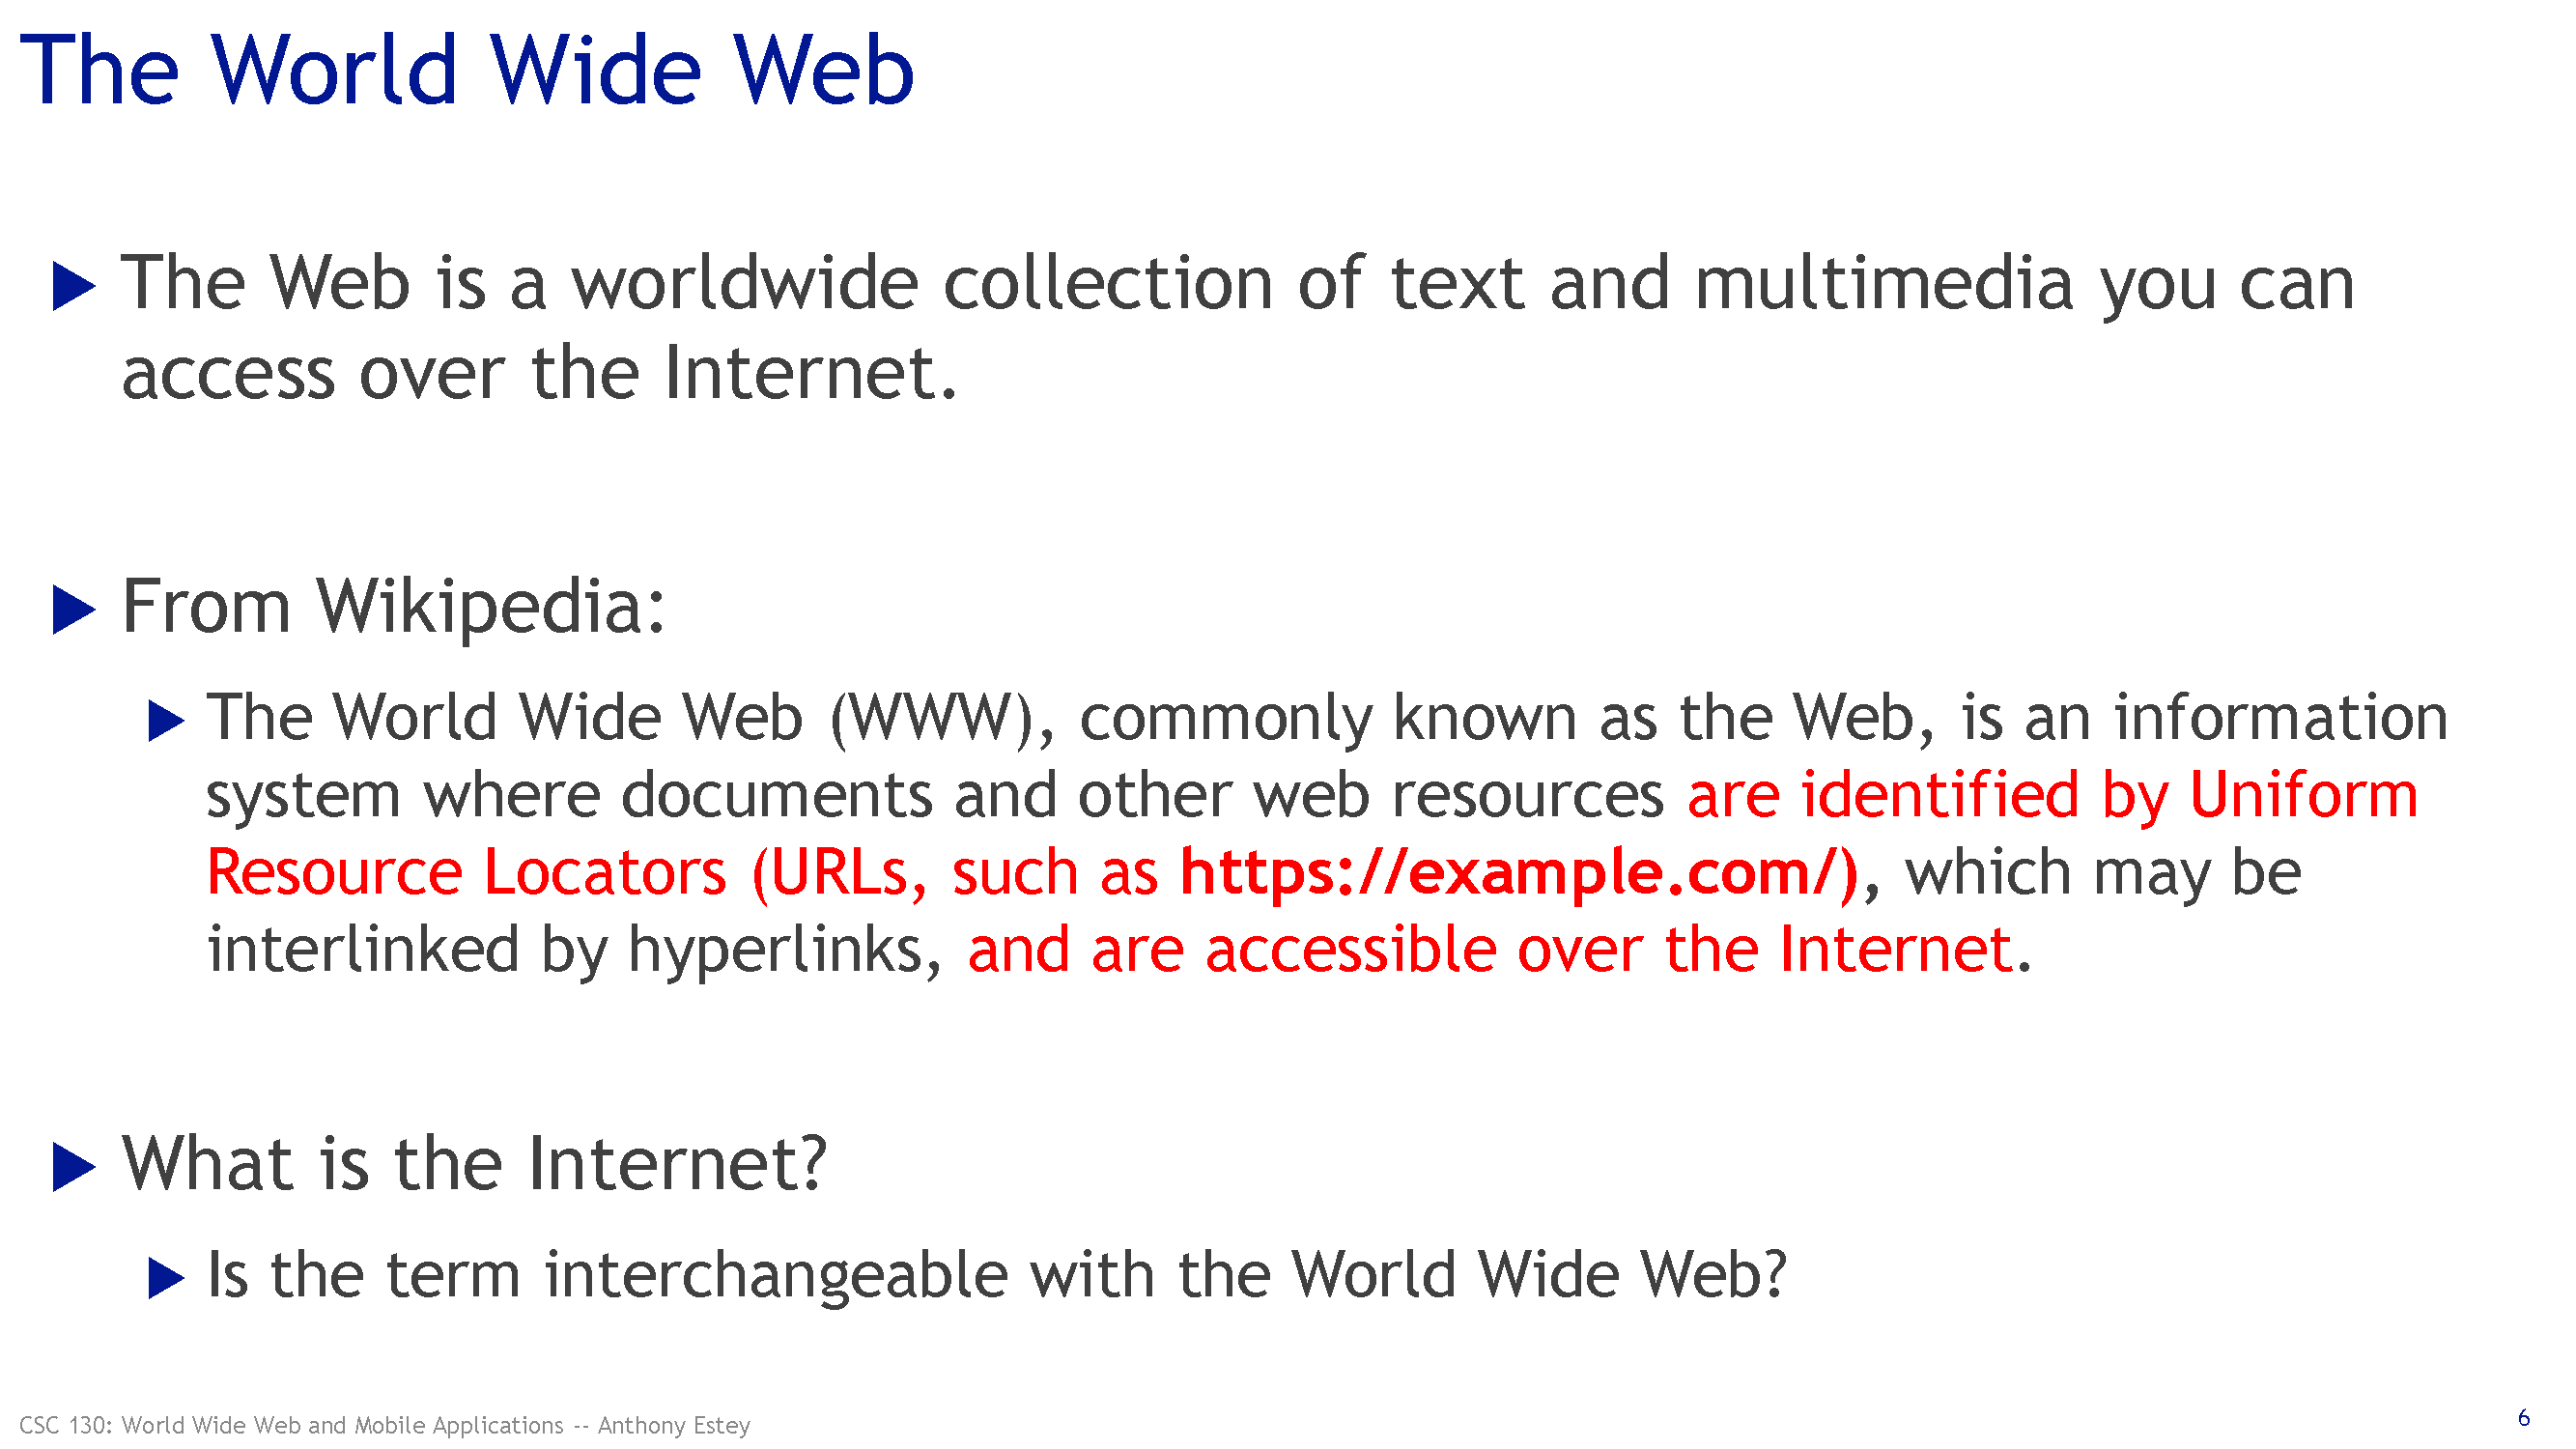 The World Wide Web
The Web is a worldwide collection of text and multimedia you can
access over the Internet.
From Wikipedia:
The World Wide Web (WWW), commonly known as the Web, is an information
system where documents and other web resources are identified by Uniform
Resource Locators (URLs, such as https://example.com/), which may be
interlinked by hyperlinks, and are accessible over the Internet.
What is the Internet?
Is the term interchangeable with the World Wide Web?
CSC 130: World Wide Web and Mobile Applications -- Anthony Estey
6